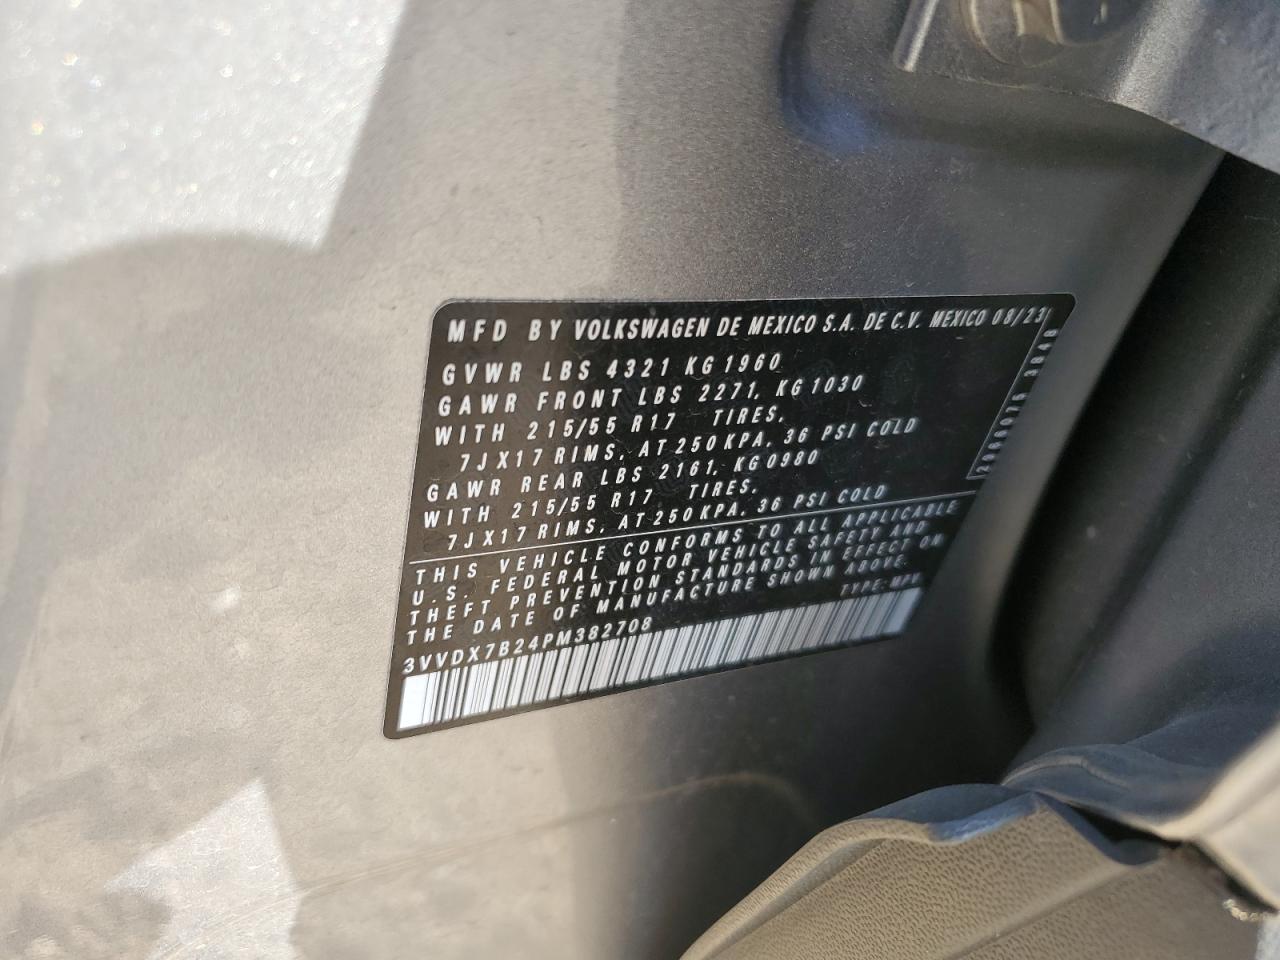 MFD BY VOLKSWAGEN DE MEXICO S.A. DE C.V. MEXICO 08/23
GVWR LBS 4321 KG 1960
GAWR FRONT LBS 2271, KG 1030
WITH 215/55 R17 TIRES,
7JX17 RIMS, AT 250 KPA, 36 PSI COLD
GAWR REAR LBS 2161, KG 0980
WITH 215/55 R17 TIRES,
7JX17 RIMS, AT 250 KPA, 36 PSI COLD
THIS VEHICLE CONFORMS TO ALL APPLICABLE
U.S. FEDERAL MOTOR VEHICLE SAFETY AND
THEFT PREVENTION STANDARDS IN EFFECT ON
THE DATE OF MANUFACTURE SHOWN ABOVE.
TYPE: MPV
3VVDX7B24PM382708